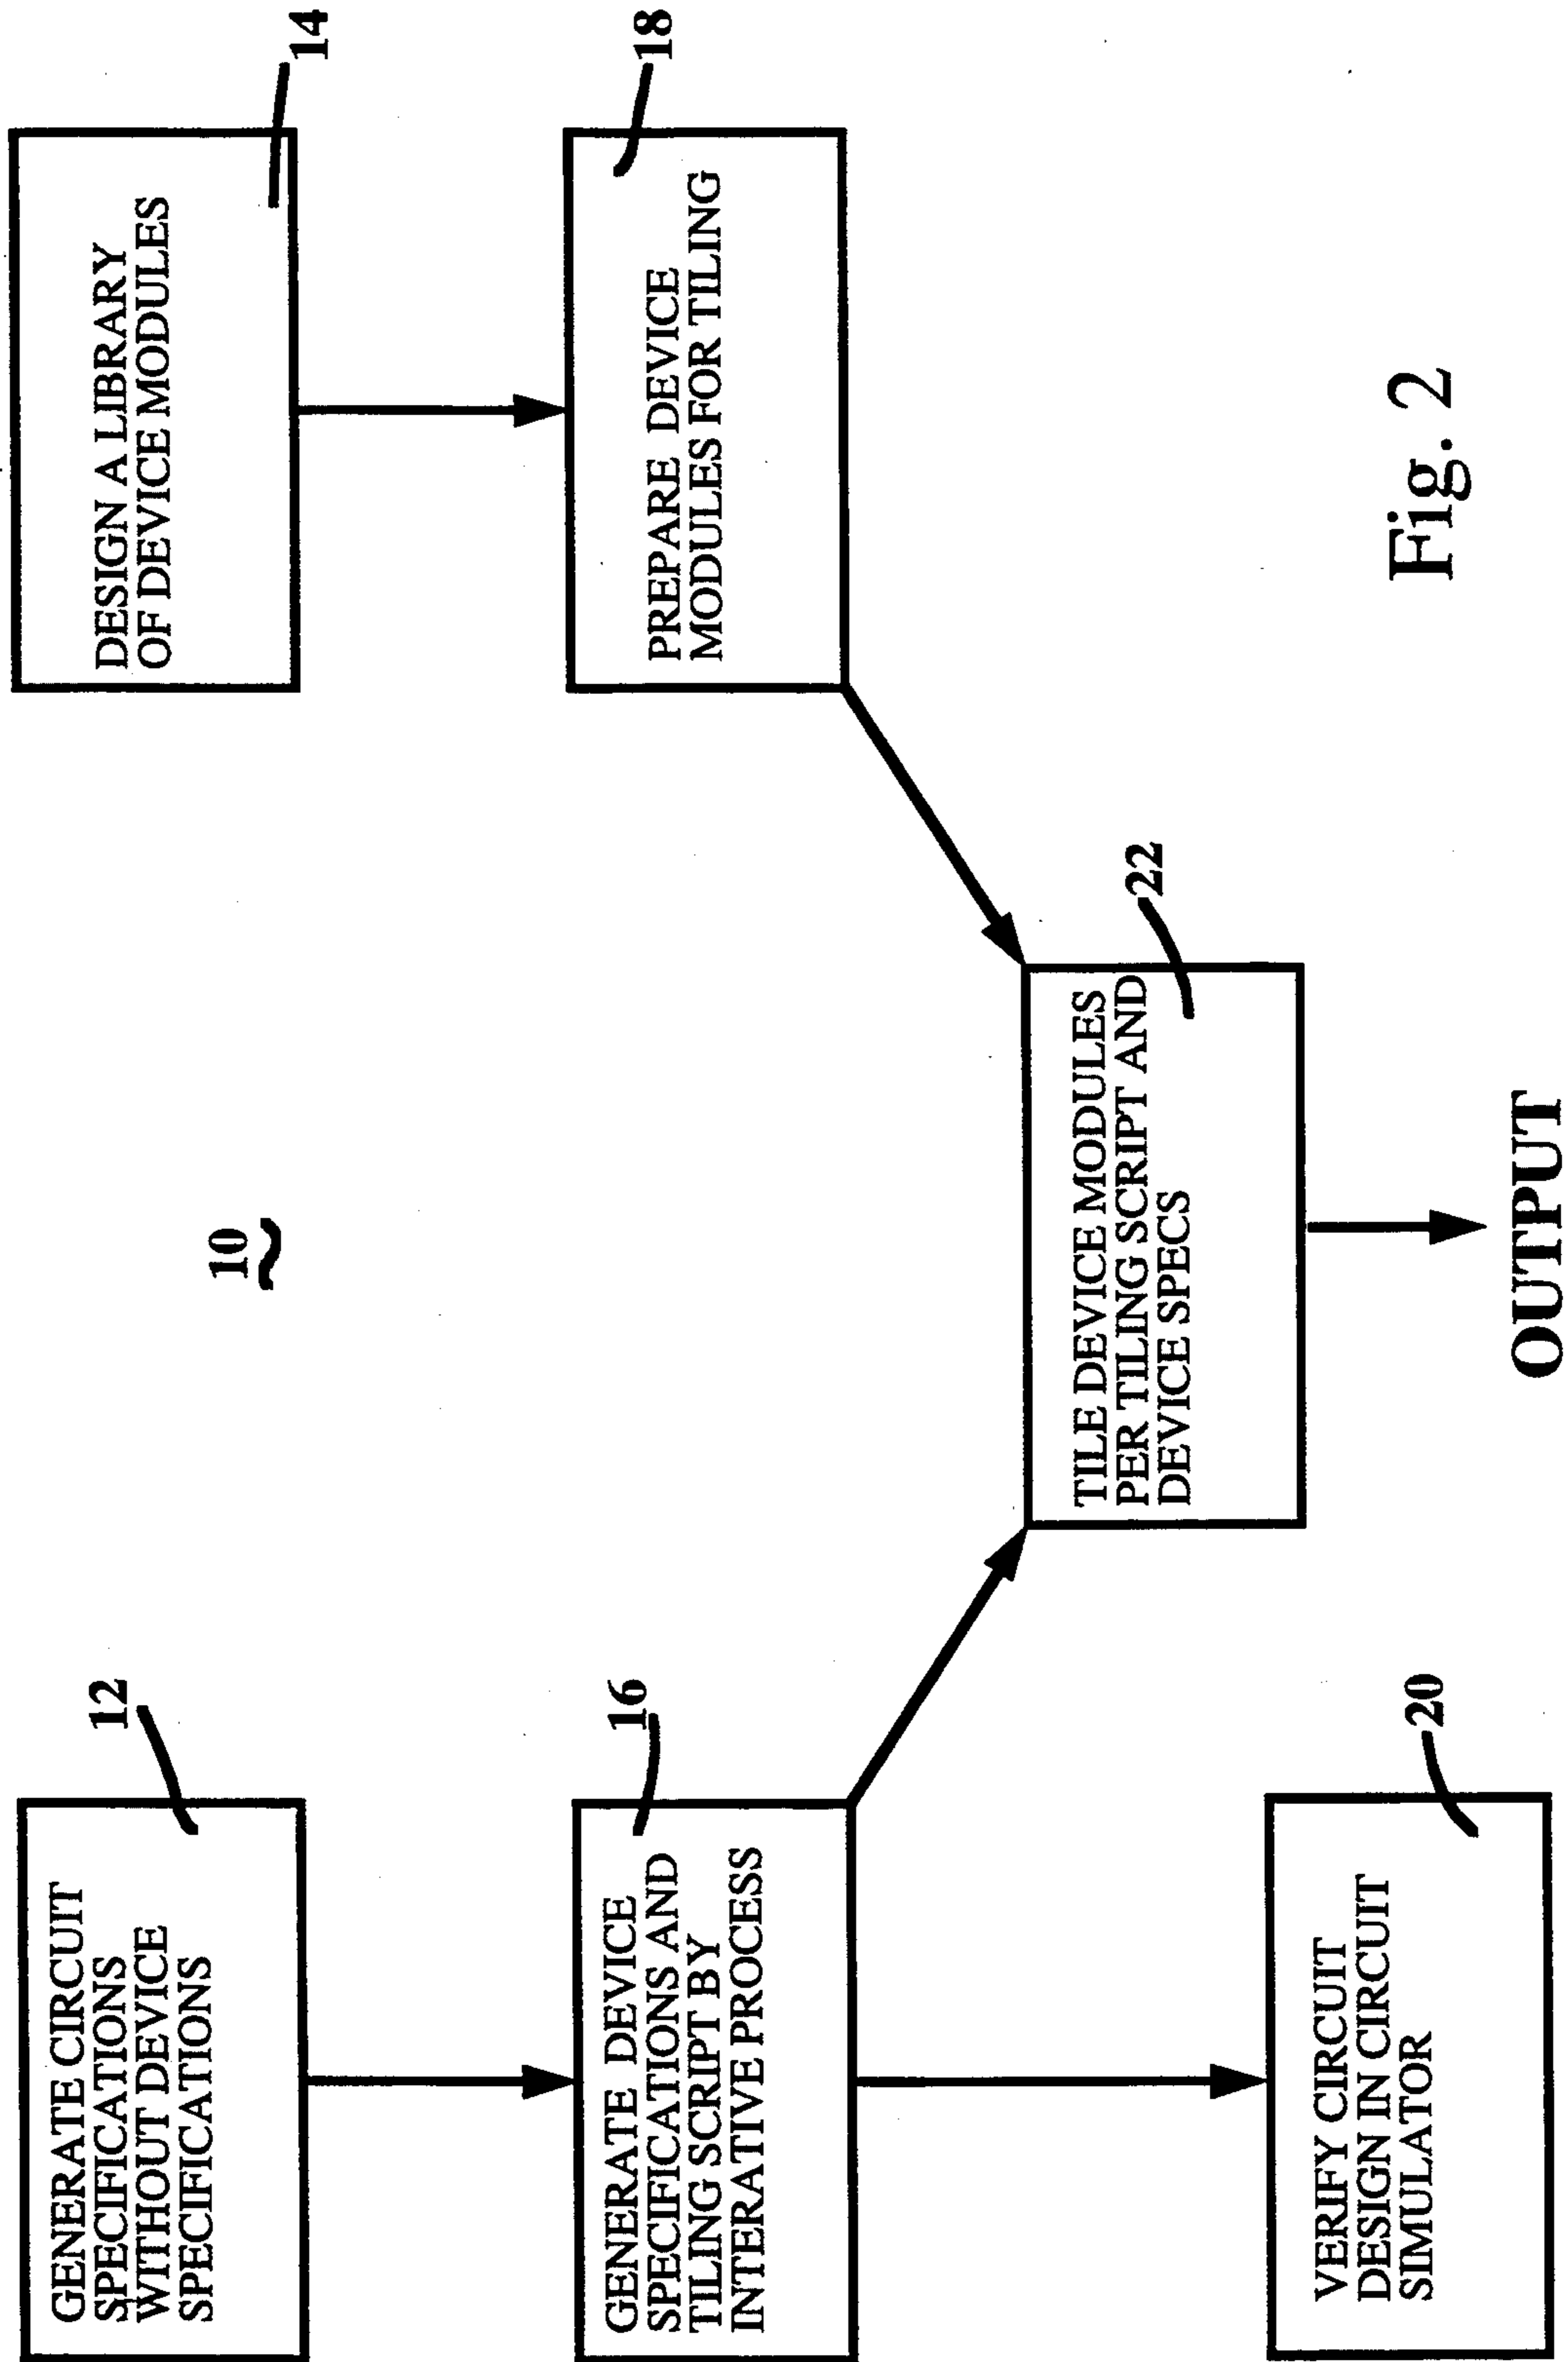 10
GENERATE CIRCUIT
SPECIFICATIONS
WITHOUT DEVICE
SPECIFICATIONS
12
DESIGN A LIBRARY
OF DEVICE MODULES
14
GENERATE DEVICE
SPECIFICATIONS AND
TILING SCRIPT BY
INTERATIVE PROCESS
16
PREPARE DEVICE
MODULES FOR TILING
18
TILE DEVICE MODULES
PER TILING SCRIPT AND
DEVICE SPECS
22
VERIFY CIRCUIT
DESIGN IN CIRCUIT
SIMULATOR
20
OUTPUT
Fig. 2